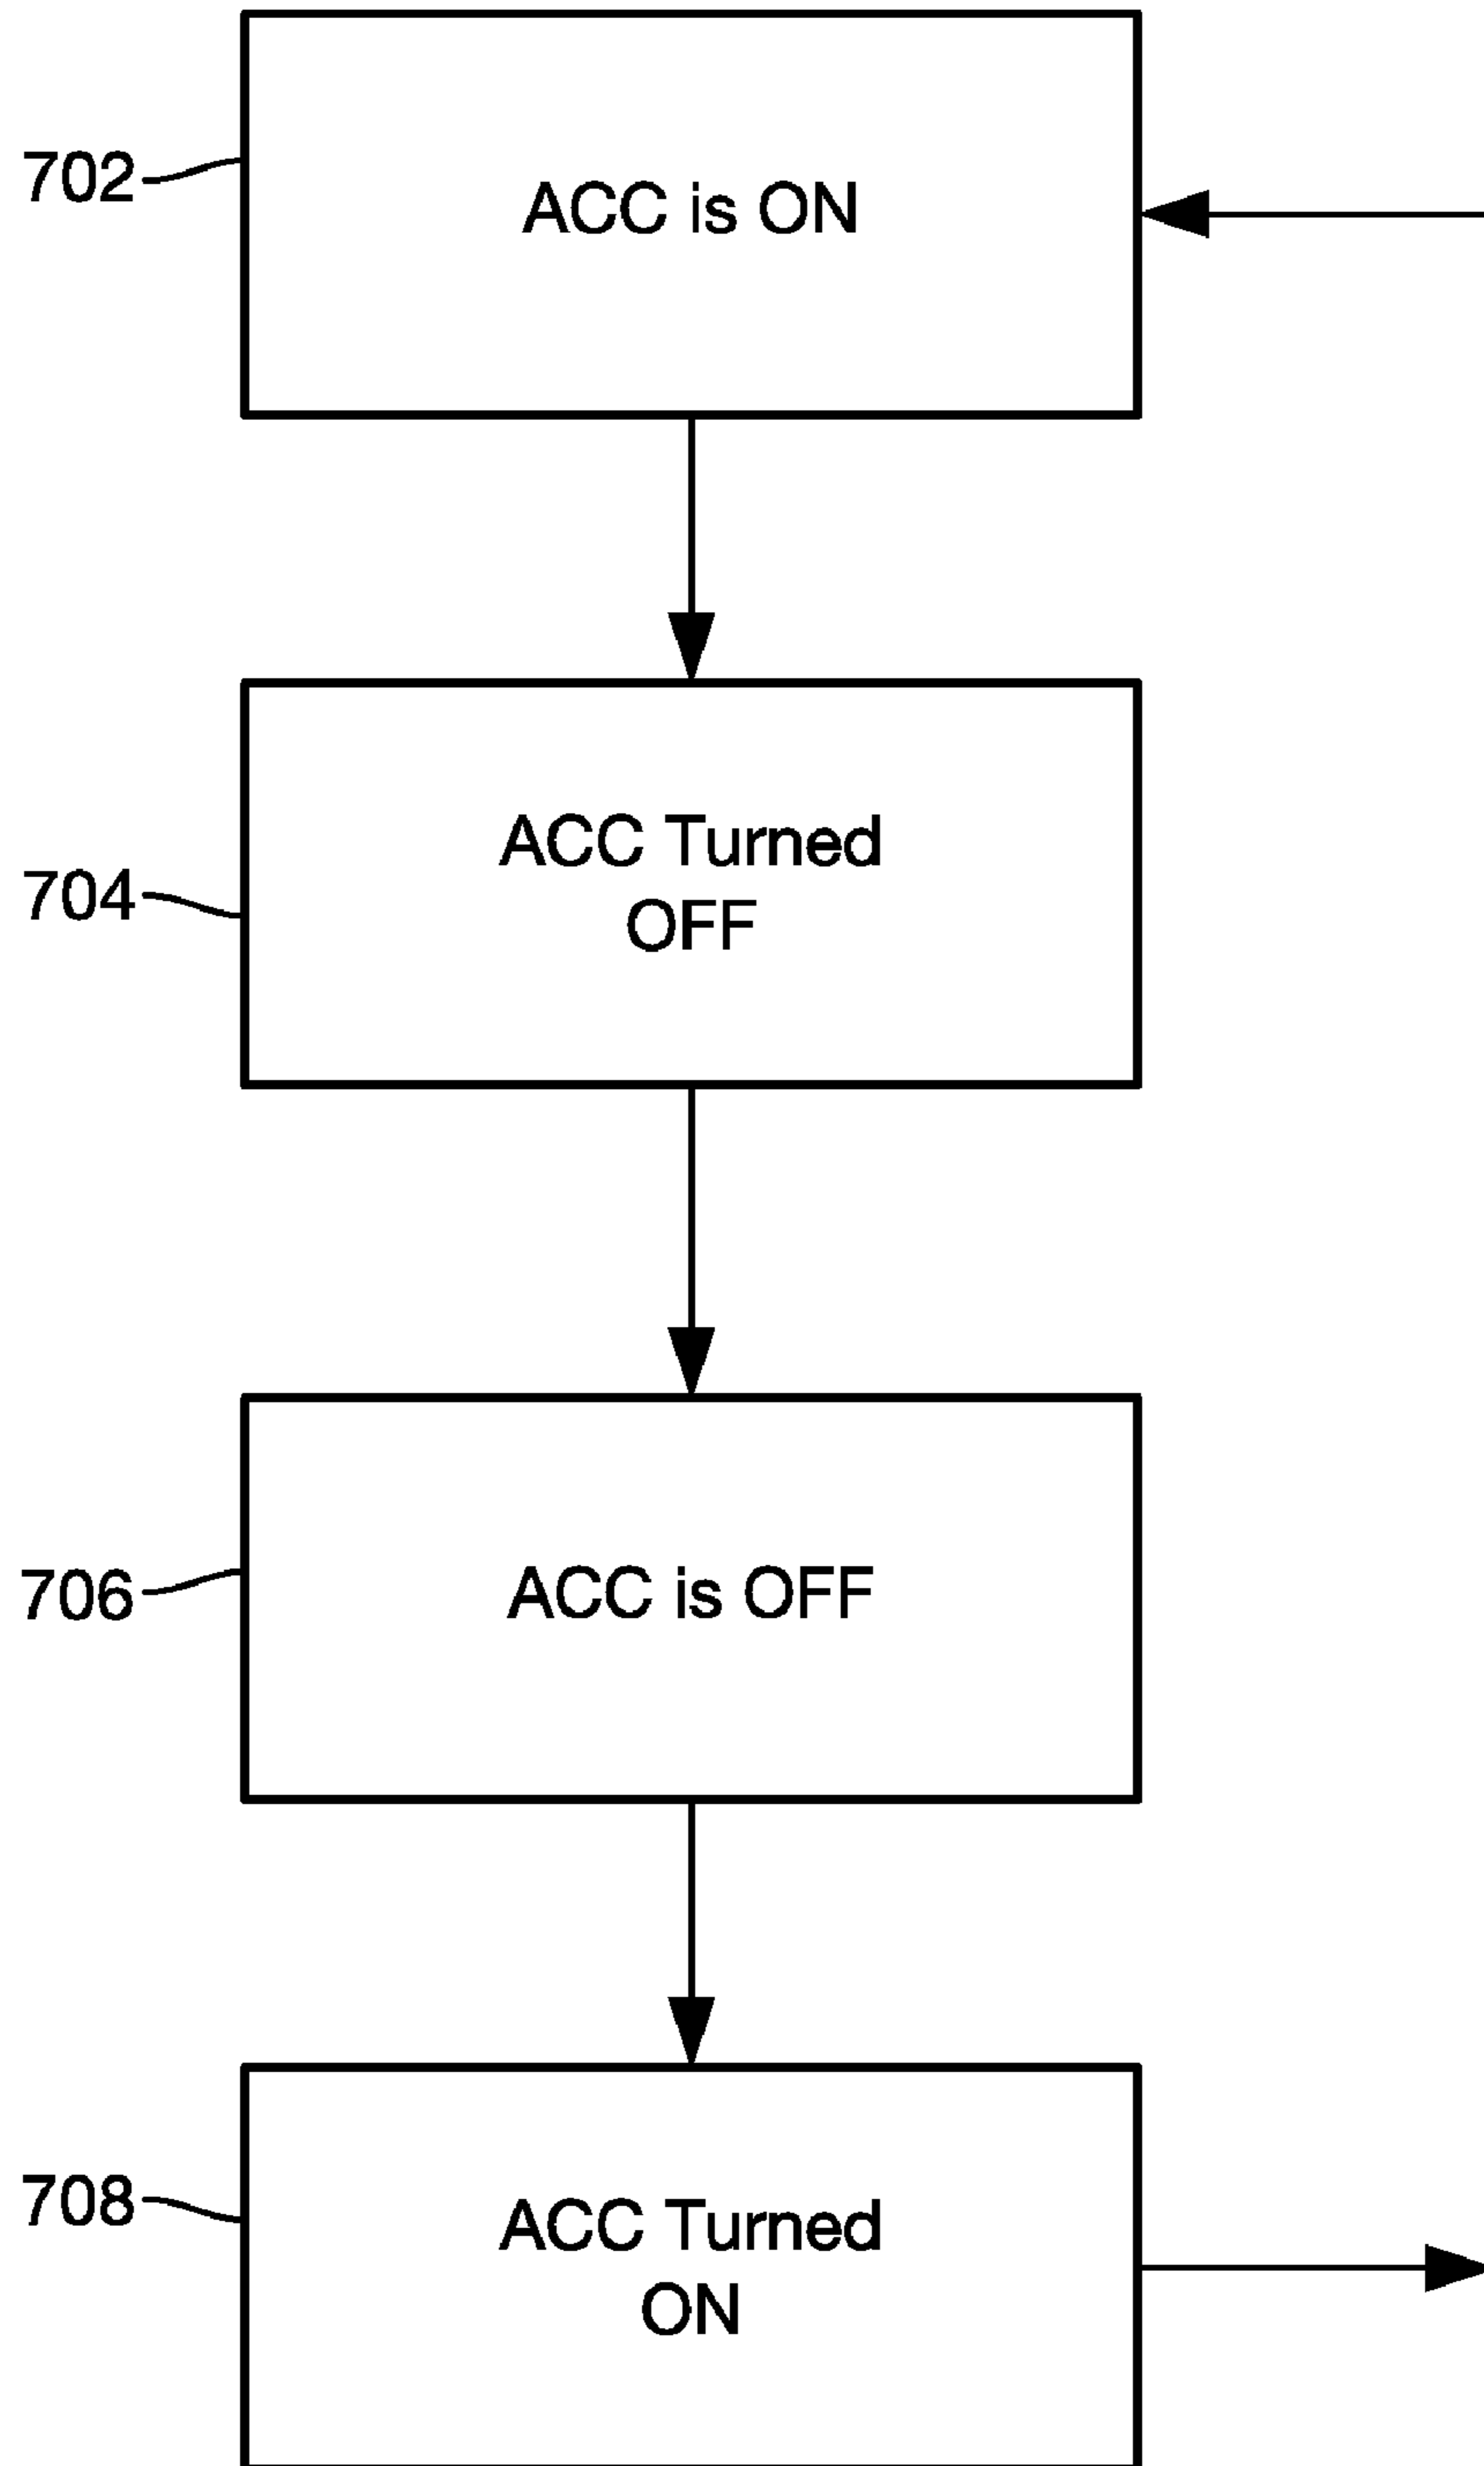 702
ACC is ON
704
ACC Turned
OFF
706
ACC is OFF
708
ACC Turned
ON